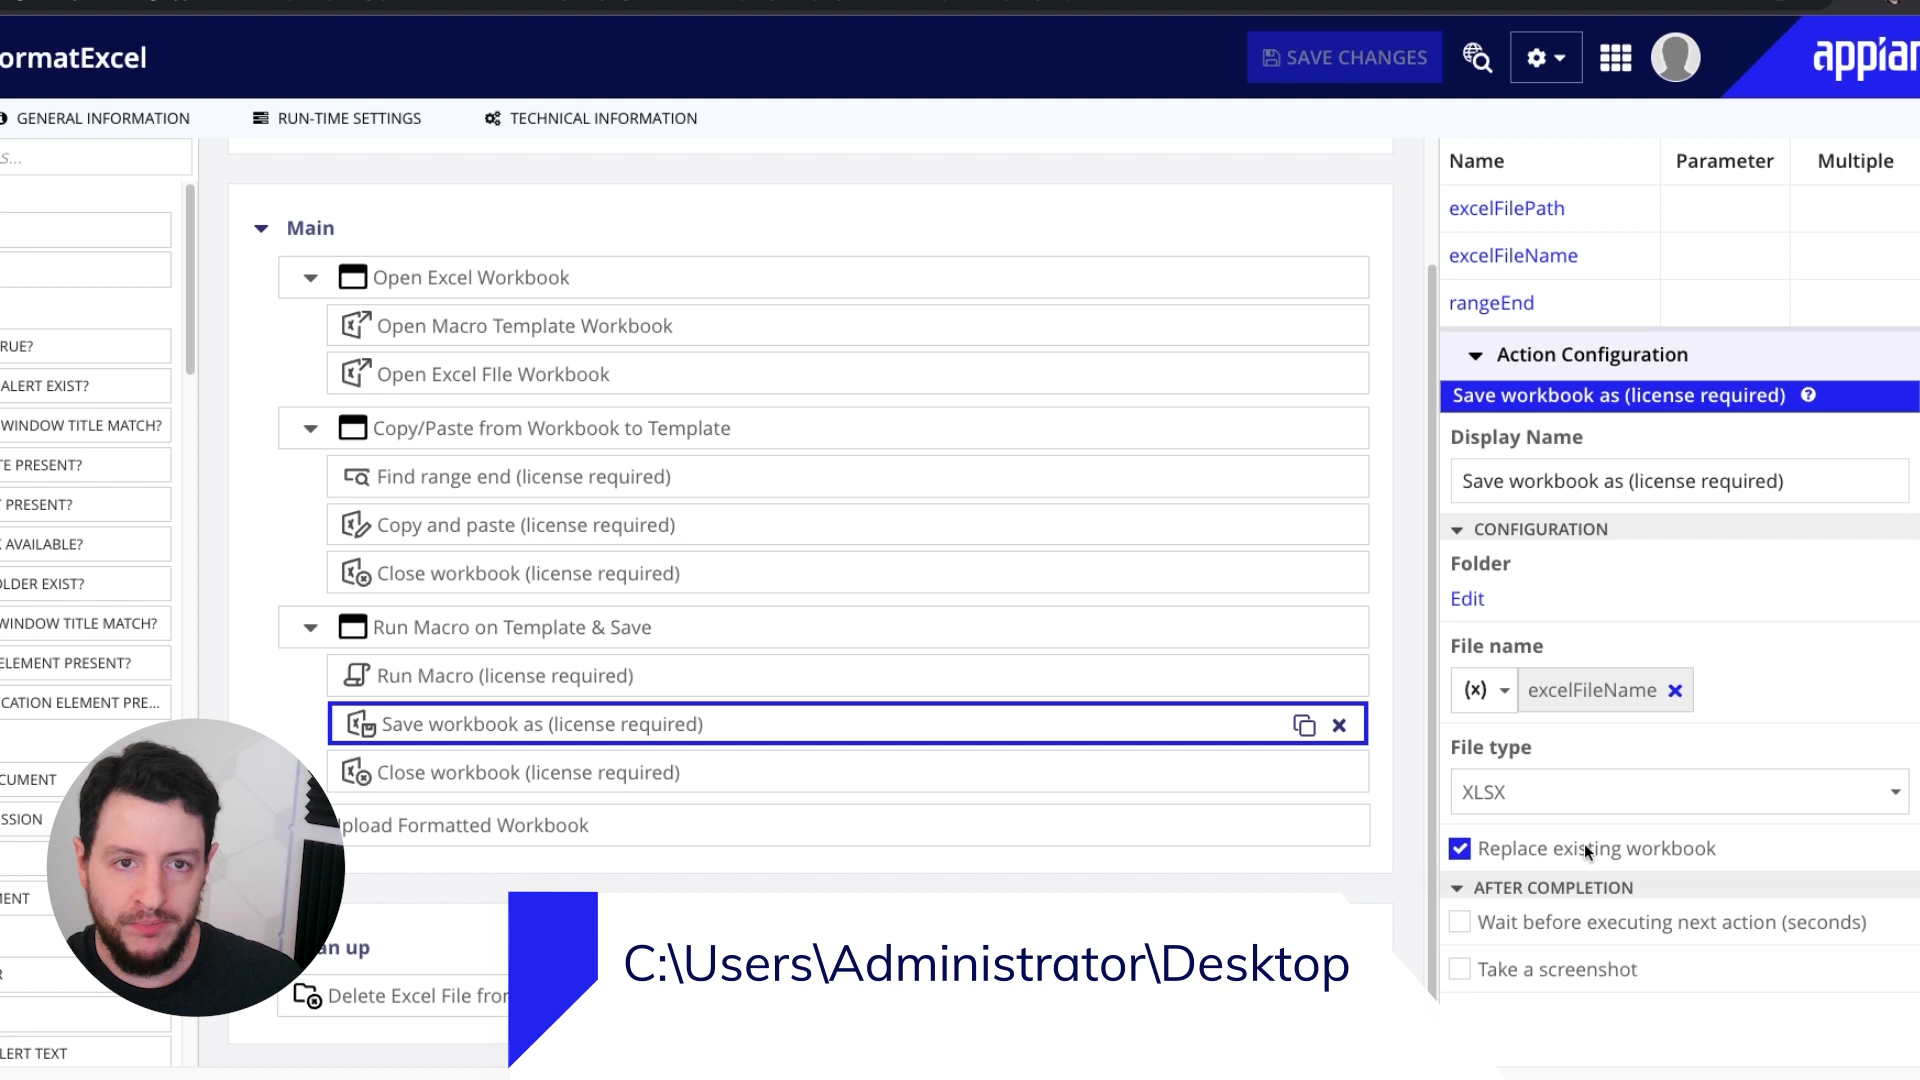 ormatExcel
SAVE CHANGES
appian
GENERAL INFORMATION
RUN-TIME SETTINGS
TECHNICAL INFORMATION
s...
RUE?
ALERT EXIST?
WINDOW TITLE MATCH?
TE PRESENT?
PRESENT?
AVAILABLE?
OLDER EXIST?
WINDOW TITLE MATCH?
ELEMENT PRESENT?
CATION ELEMENT PRE...
CUMENT
SSION
MENT
R
LERT TEXT
Main
Open Excel Workbook
Open Macro Template Workbook
Open Excel FIle Workbook
Copy/Paste from Workbook to Template
Find range end (license required)
Copy and paste (license required)
Close workbook (license required)
Run Macro on Template & Save
Run Macro (license required)
Save workbook as (license required)
Close workbook (license required)
pload Formatted Workbook
an up
Delete Excel File fro
C:\Users\Administrator\Desktop
Name Parameter Multiple
excelFilePath
excelFileName
rangeEnd
Action Configuration
Save workbook as (license required) ?
Display Name
Save workbook as (license required)
CONFIGURATION
Folder
Edit
File name
(x) excelFileName
File type
XLSX
Replace existing workbook
AFTER COMPLETION
Wait before executing next action (seconds)
Take a screenshot